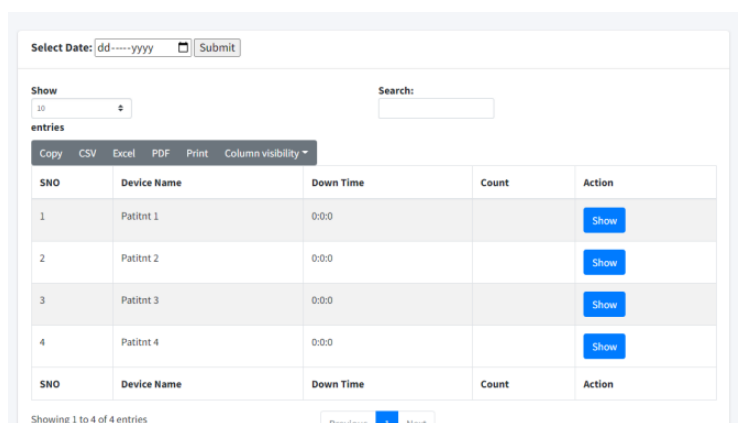 Select Date: dd-----yyyy Submit
Show Search:
10
entries
Copy CSV Excel PDF Print Column visibility
SNO Device Name Down Time Count Action
1 Patitnt 1 0:0:0 Show
2 Patitnt 2 0:0:0 Show
3 Patitnt 3 0:0:0 Show
4 Patitnt 4 0:0:0 Show
SNO Device Name Down Time Count Action
Showing 1 to 4 of 4 entries Previous 1 Next